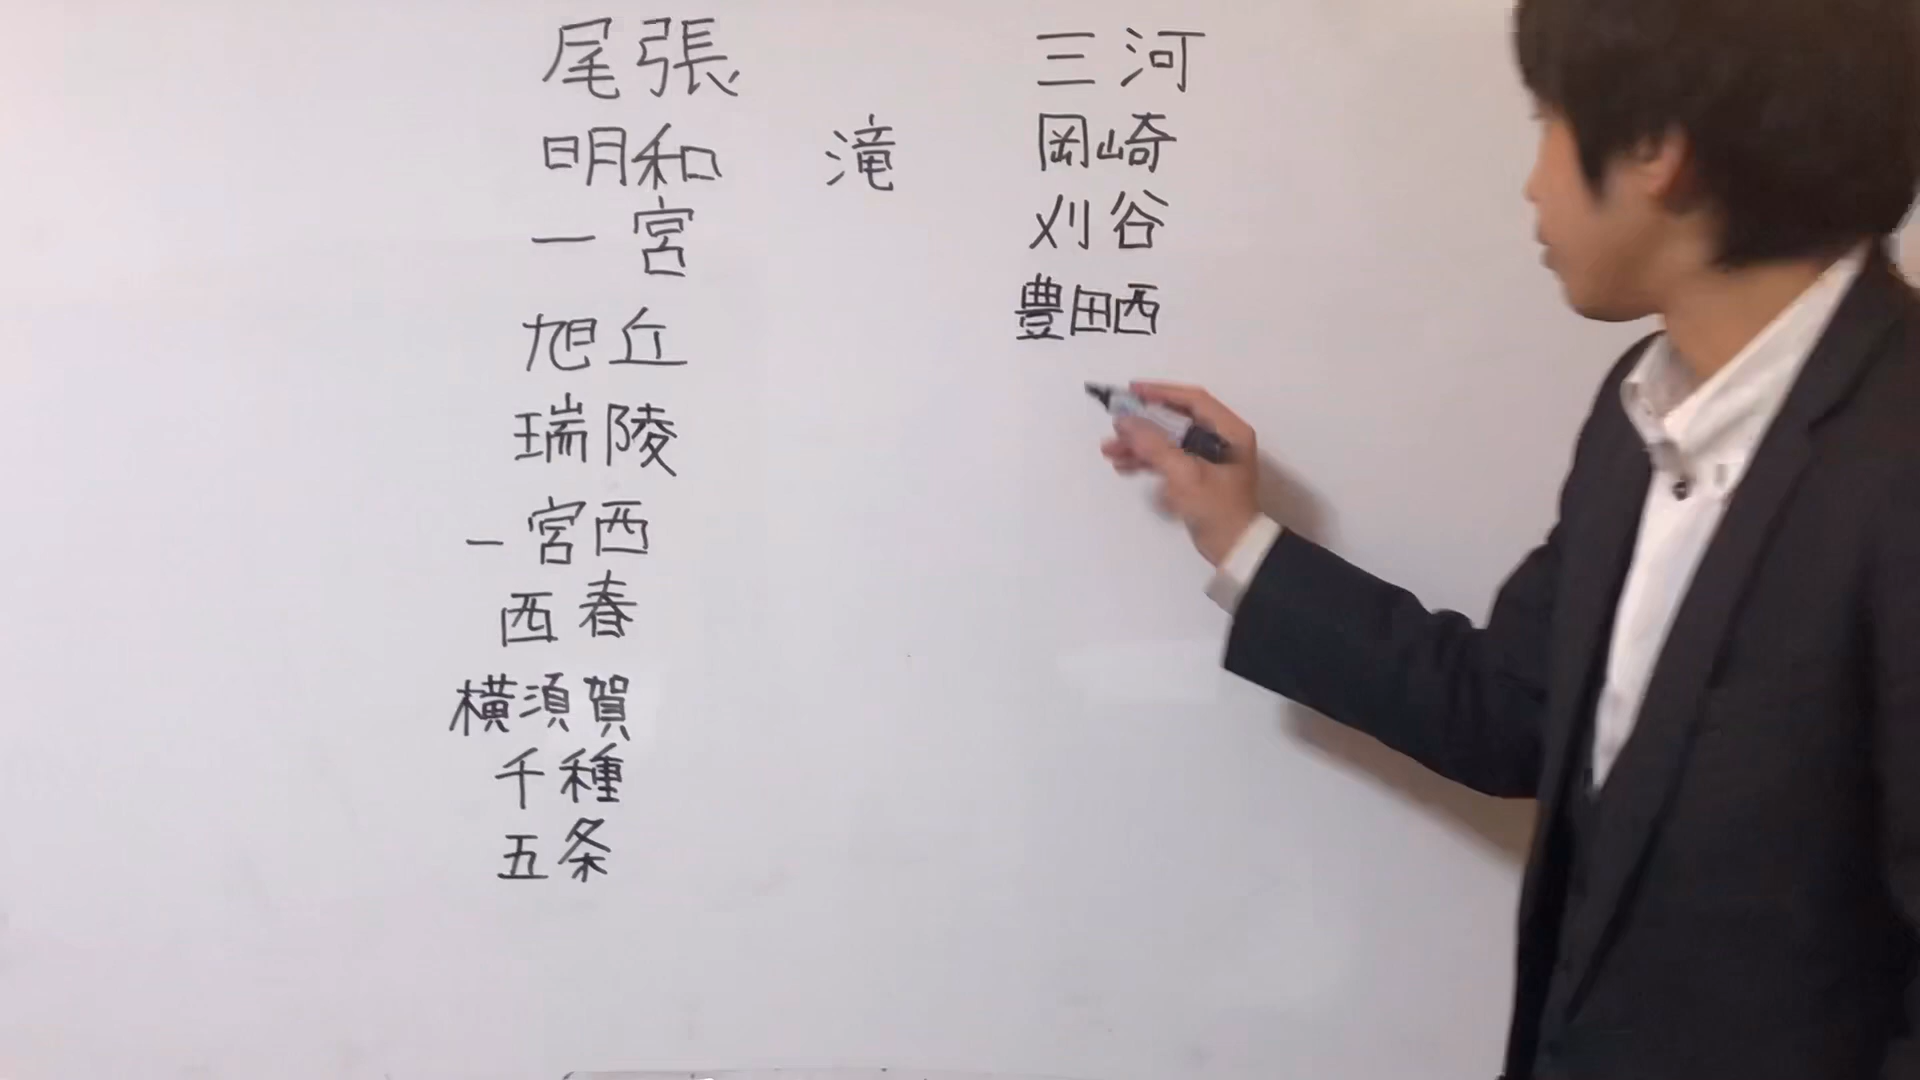 尾張
明和
一宮
旭丘
瑞陵
一宮西
西春
横須賀
千種
五条
滝
三河
岡崎
刈谷
豊田西